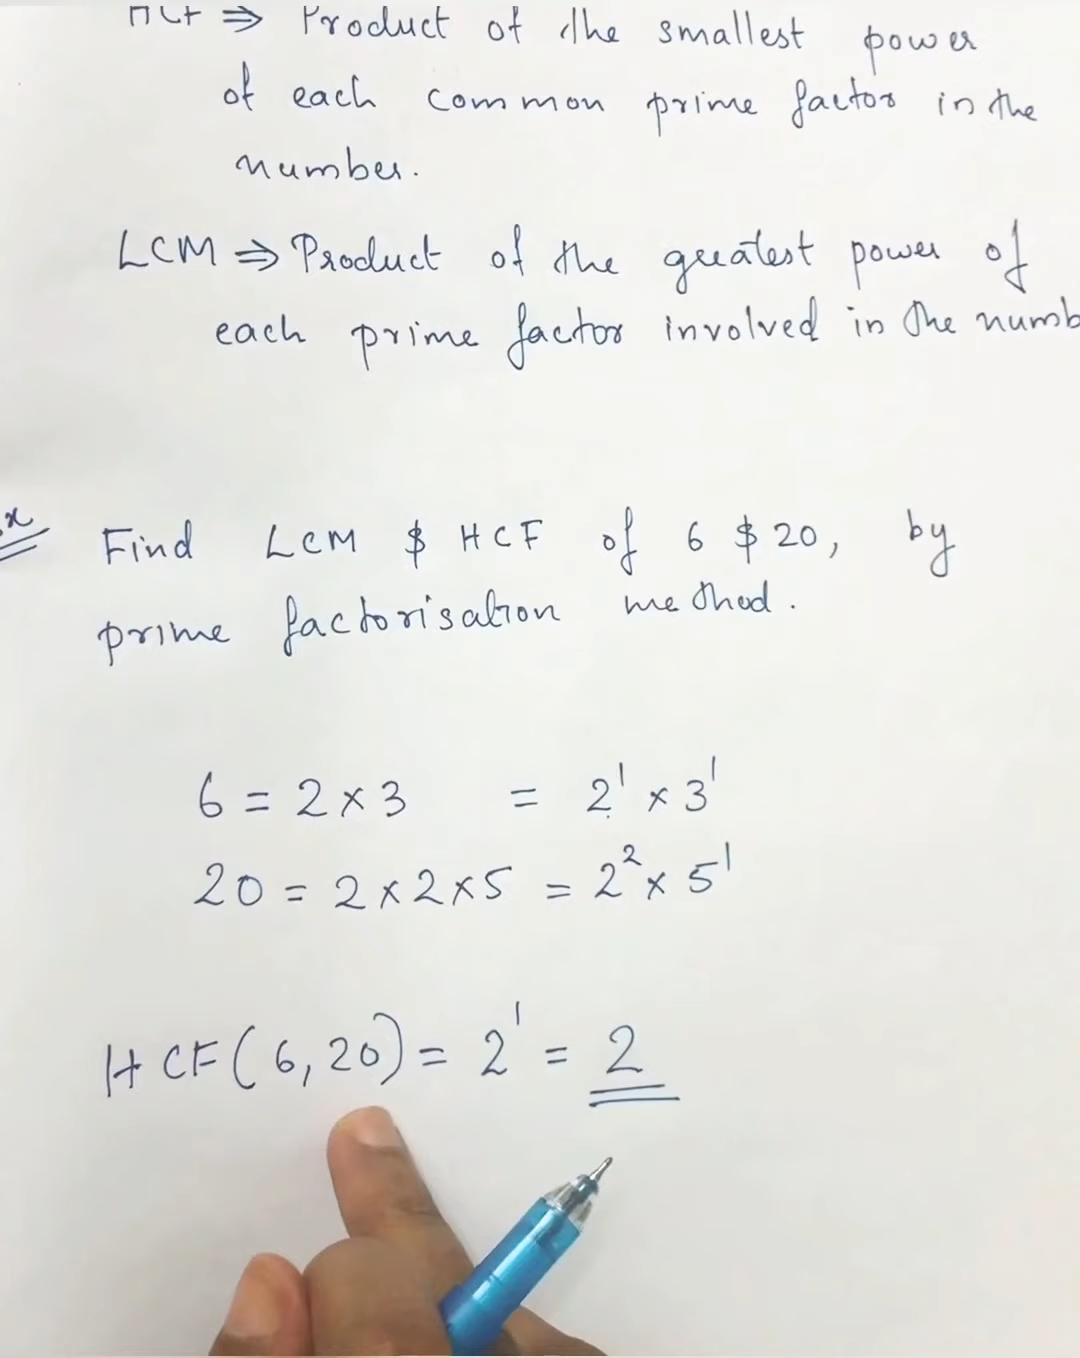 HCF ⇒ Product of the smallest power
of each common prime factor in the
number.
LCM ⇒ Product of the greatest power of
each prime factor involved in the numb
x
Find LCM $ HCF of 6 $ 20, by
prime factorisation method.
6 = 2 × 3 = 2¹ × 3¹
20 = 2 × 2 × 5 = 2² × 5¹
HCF(6,20) = 2¹ = 2